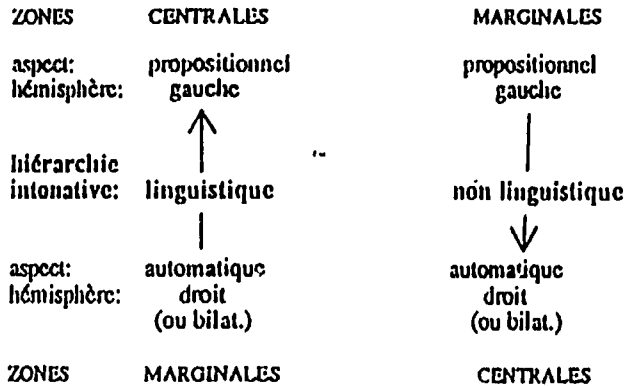 ZONES CENTRALES MARGINALES
aspect: propositionnel propositionnel
hémisphère: gauche gauche
hiérarchie
intonative: linguistique non linguistique
aspect: automatique automatique
hémisphère: droit droit
(ou bilat.) (ou bilat.)
ZONES MARGINALES CENTRALES